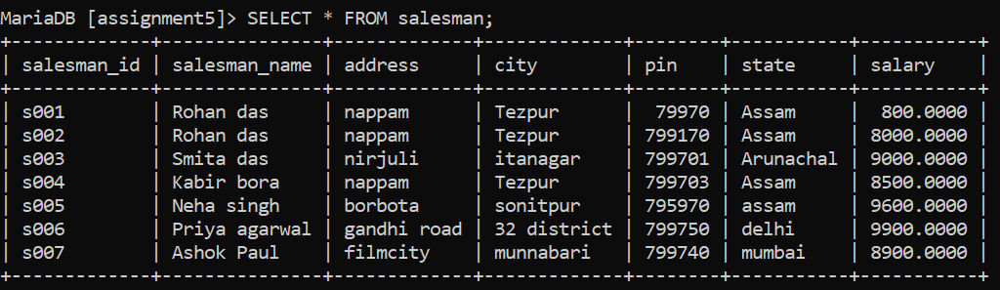 MariaDB [assignment5]> SELECT * FROM salesman;
+-------------+---------------+-------------+-------------+--------+-----------+-----------+
| salesman_id | salesman_name | address     | city        | pin    | state     | salary    |
+-------------+---------------+-------------+-------------+--------+-----------+-----------+
| s001        | Rohan das     | nappam      | Tezpur      |  79970 | Assam     |  800.0000 |
| s002        | Rohan das     | nappam      | Tezpur      | 799170 | Assam     | 8000.0000 |
| s003        | Smita das     | nirjuli     | itanagar    | 799701 | Arunachal | 9000.0000 |
| s004        | Kabir bora    | nappam      | Tezpur      | 799703 | Assam     | 8500.0000 |
| s005        | Neha singh    | borbota     | sonitpur    | 795970 | assam     | 9600.0000 |
| s006        | Priya agarwal | gandhi road | 32 district | 799750 | delhi     | 9900.0000 |
| s007        | Ashok Paul    | filmcity    | munnabari   | 799740 | mumbai    | 8900.0000 |
+-------------+---------------+-------------+-------------+--------+-----------+-----------+